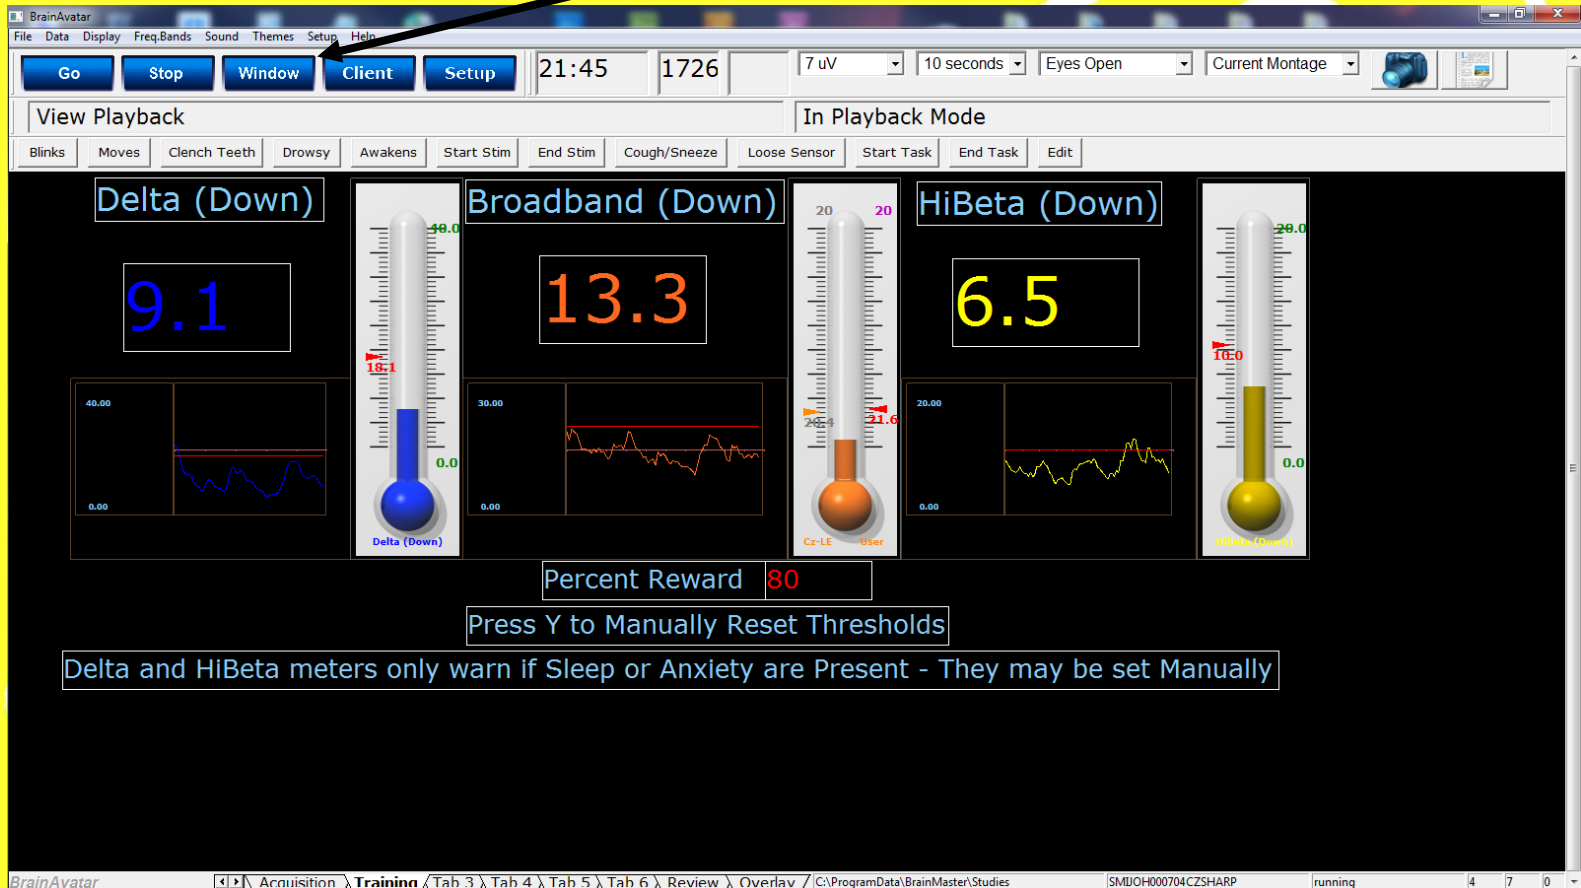 BrainAvatar
File Data Display Freq.Bands Sound Themes Setup Help
Go Stop Window Client Setup 21:45 1726 7 uV 10 seconds Eyes Open Current Montage
View Playback In Playback Mode
Blinks Moves Clench Teeth Drowsy Awakens Start Stim End Stim Cough/Sneeze Loose Sensor Start Task End Task Edit
Delta (Down) Broadband (Down) HiBeta (Down)
40.0 20 20 20.0
9.1 13.3 6.5
18.1 10.0
40.00 30.00 20.00
20.4 21.6
0.0 0.0
0.00 0.00 0.00
Delta (Down) Cz-LE User HiBeta (Down)
Percent Reward 80
Press Y to Manually Reset Thresholds
Delta and HiBeta meters only warn if Sleep or Anxiety are Present - They may be set Manually
BrainAvatar Acquisition Training Tab 3 Tab 4 Tab 5 Tab 6 Review Overlay C:\ProgramData\BrainMaster\Studies SMIJOH000704CZSHARP running 4 7 0